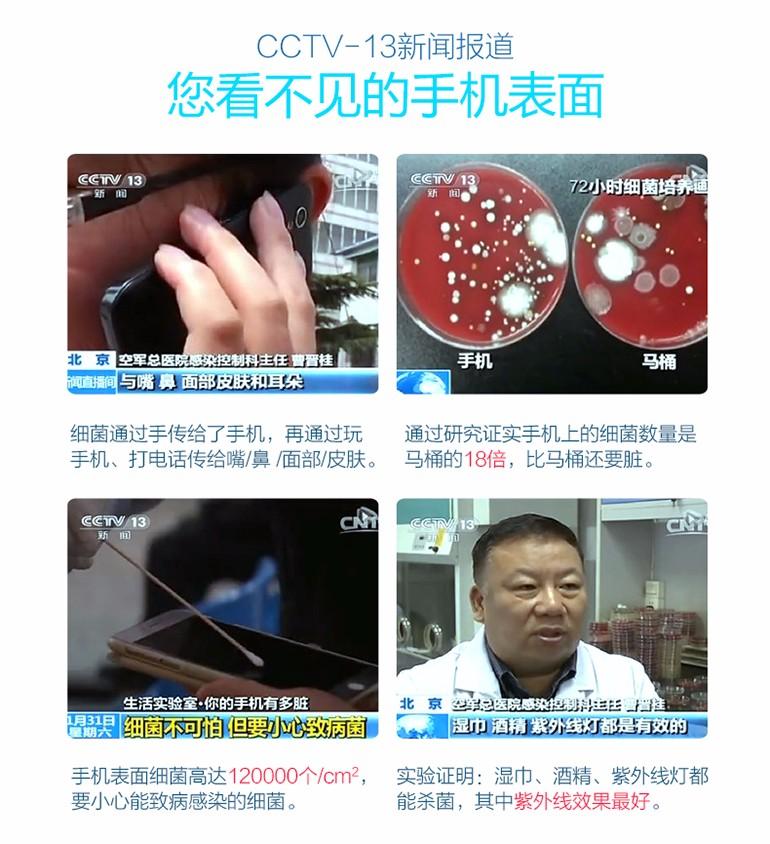 CCTV-13新闻报道
您看不见的手机表面
CCTV 13
新闻
北京
空军总医院感染控制科主任 曹晋桂
新闻直播间
与嘴 鼻 面部皮肤和耳朵
CCTV 13
新闻
72小时细菌培养
手机
马桶
细菌通过手传给了手机，再通过玩
手机、打电话传给嘴/鼻 /面部/皮肤。
通过研究证实手机上的细菌数量是
马桶的18倍，比马桶还要脏。
CCTV 13
新闻
CNT
生活实验室·你的手机有多脏
1月31日
星期六
细菌不可怕 但要小心致病菌
CCTV 13
新闻
CNT
北京
空军总医院感染控制科主任 曹晋桂
湿巾 酒精 紫外线灯都是有效的
手机表面细菌高达120000个/cm²，
要小心能致病感染的细菌。
实验证明：湿巾、酒精、紫外线灯都
能杀菌，其中紫外线效果最好。